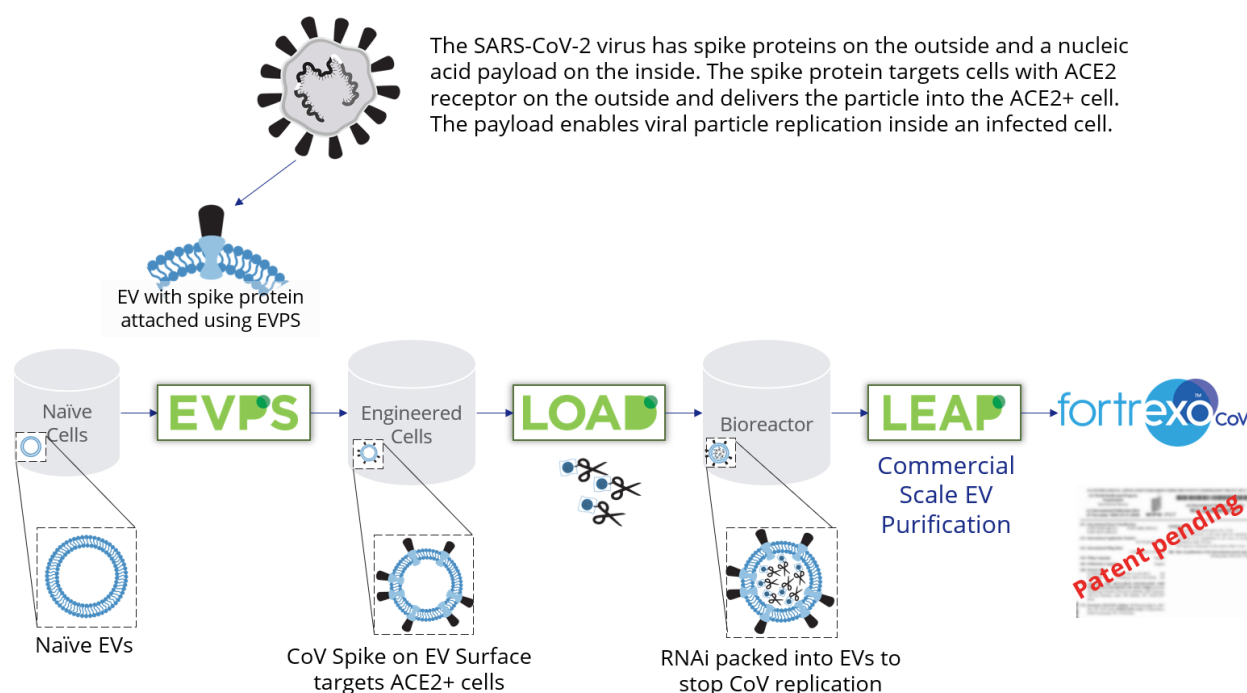 The SARS-CoV-2 virus has spike proteins on the outside and a nucleic
acid payload on the inside. The spike protein targets cells with ACE2
receptor on the outside and delivers the particle into the ACE2+ cell.
The payload enables viral particle replication inside an infected cell.
EV with spike protein
attached using EVPS
Naïve
Cells
EVPS
Engineered
Cells
LOAD
Bioreactor
LEAP
fortrexo CoV
TM
Commercial
Scale EV
Purification
Patent pending
Naïve EVs
CoV Spike on EV Surface
targets ACE2+ cells
RNAi packed into EVs to
stop CoV replication